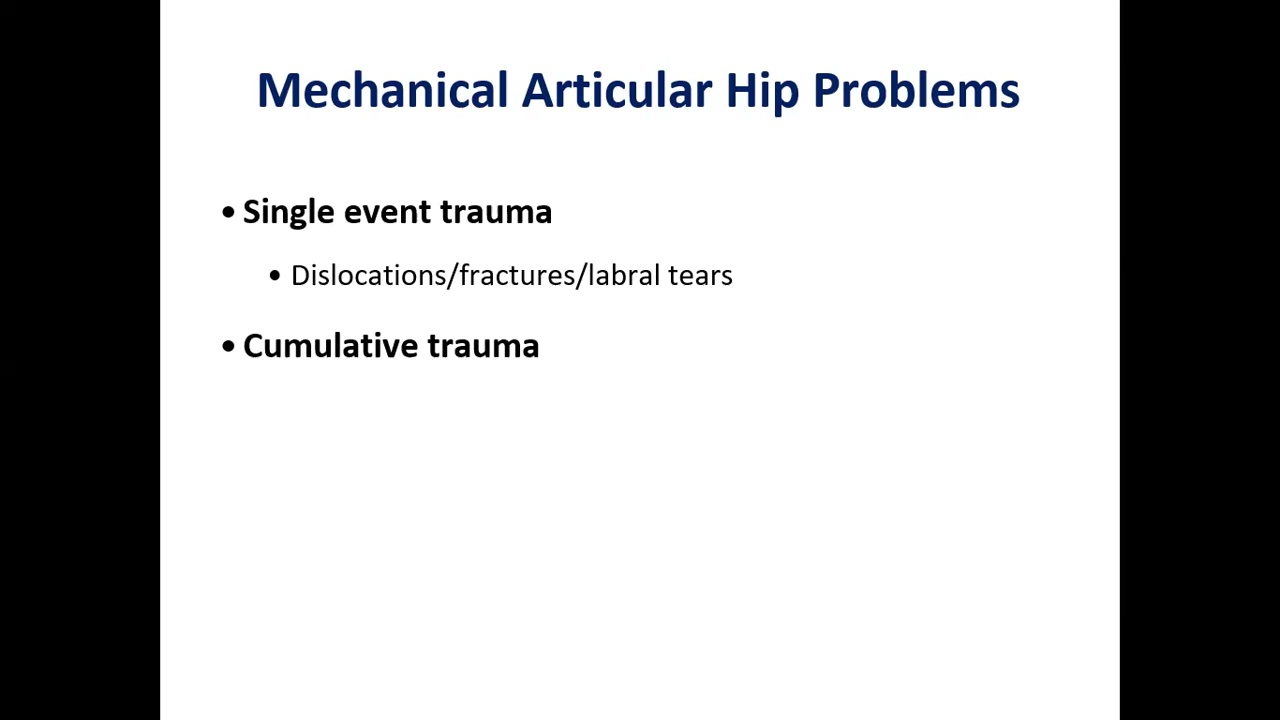 Mechanical Articular Hip Problems
• Single event trauma
• Dislocations/fractures/labral tears
• Cumulative trauma